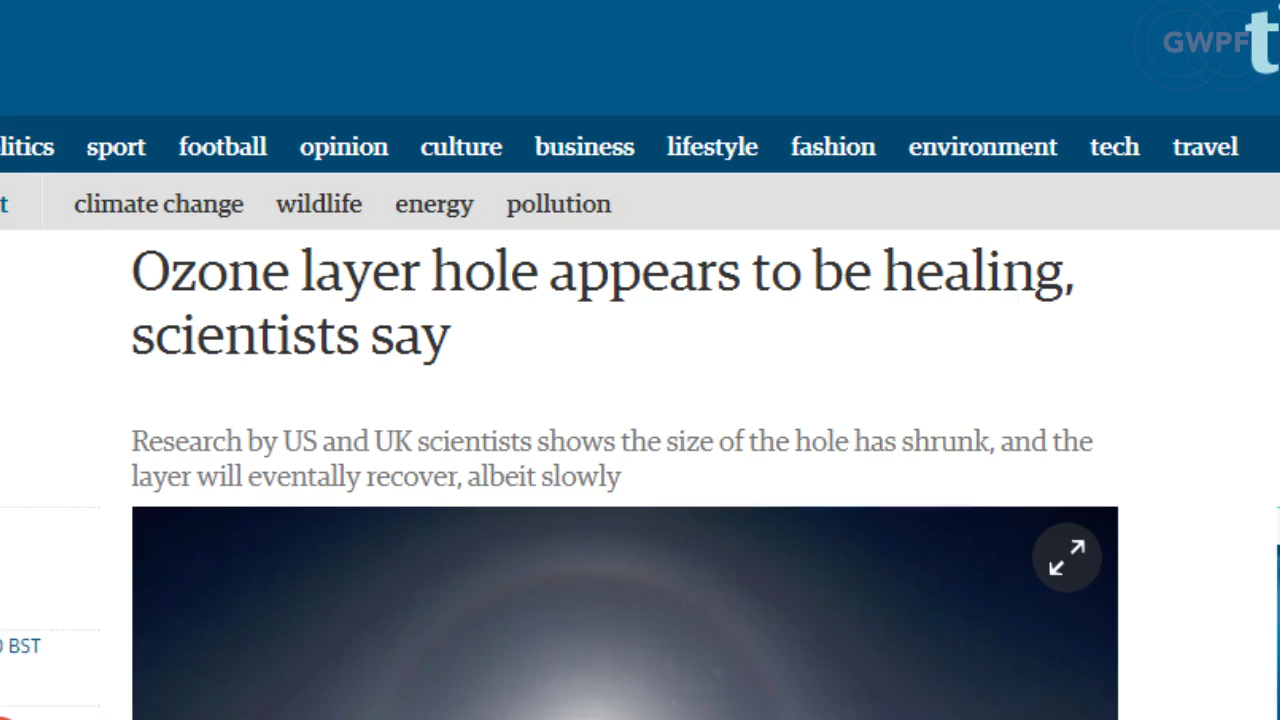 GWPF t
litics sport football opinion culture business lifestyle fashion environment tech travel
t climate change wildlife energy pollution
Ozone layer hole appears to be healing,
scientists say
Research by US and UK scientists shows the size of the hole has shrunk, and the
layer will eventally recover, albeit slowly
0 BST